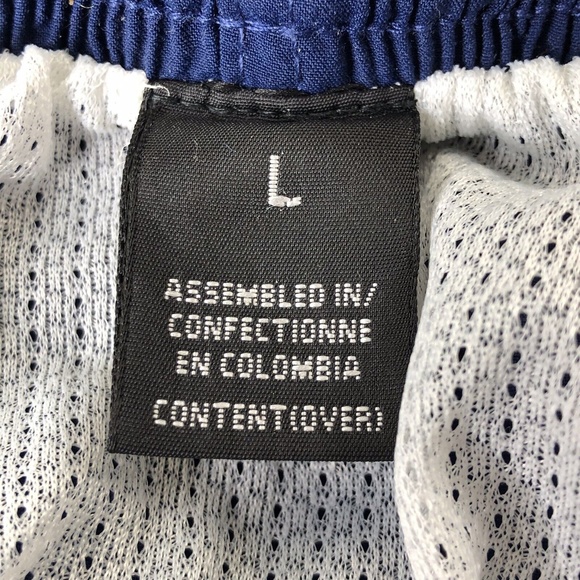 L
ASSEMBLED IN/
CONFECTIONNE
EN COLOMBIA
CONTENT(OVER)